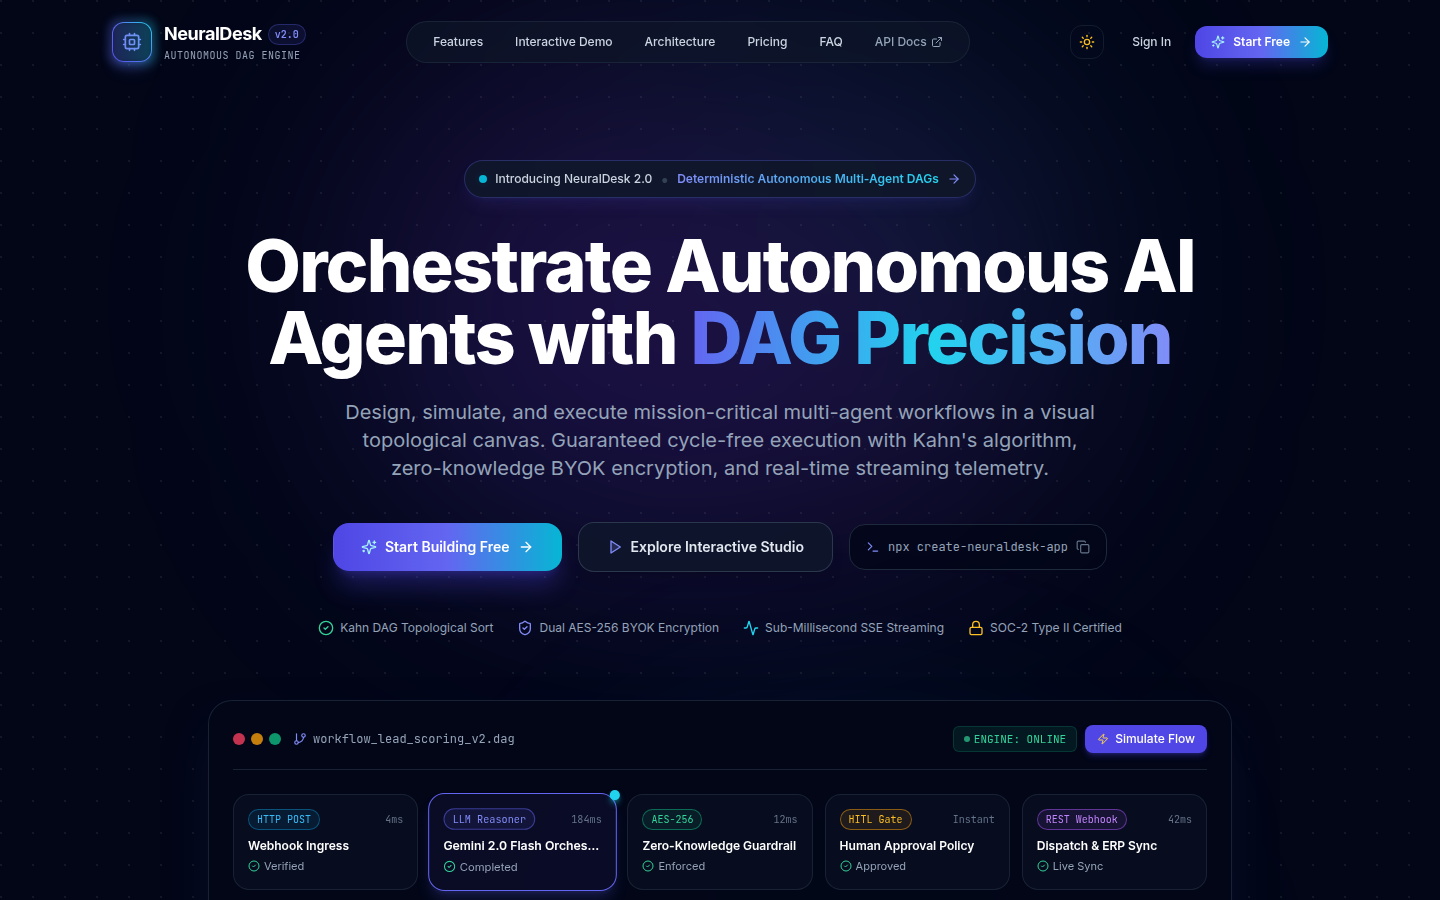 NeuralDesk v2.0
AUTONOMOUS DAG ENGINE
Features Interactive Demo Architecture Pricing FAQ API Docs
Sign In Start Free
Introducing NeuralDesk 2.0 • Deterministic Autonomous Multi-Agent DAGs
Orchestrate Autonomous AI
Agents with DAG Precision
Design, simulate, and execute mission-critical multi-agent workflows in a visual
topological canvas. Guaranteed cycle-free execution with Kahn's algorithm,
zero-knowledge BYOK encryption, and real-time streaming telemetry.
Start Building Free Explore Interactive Studio npx create-neuraldesk-app
Kahn DAG Topological Sort Dual AES-256 BYOK Encryption Sub-Millisecond SSE Streaming SOC-2 Type II Certified
workflow_lead_scoring_v2.dag ENGINE: ONLINE Simulate Flow
HTTP POST 4ms
Webhook Ingress
Verified
LLM Reasoner 184ms
Gemini 2.0 Flash Orches...
Completed
AES-256 12ms
Zero-Knowledge Guardrail
Enforced
HITL Gate Instant
Human Approval Policy
Approved
REST Webhook 42ms
Dispatch & ERP Sync
Live Sync